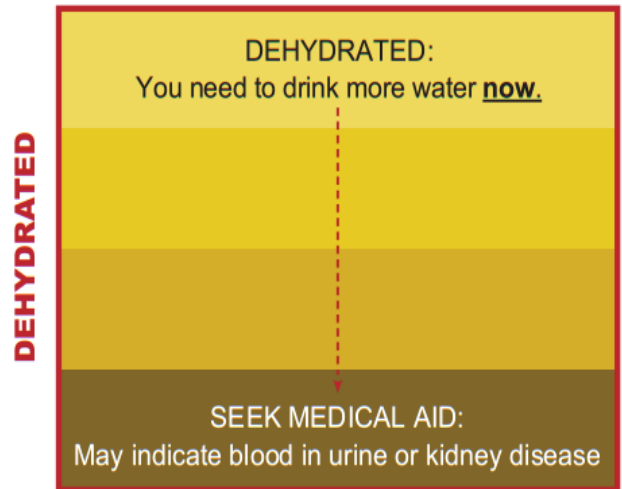 DEHYDRATED
DEHYDRATED:
You need to drink more water now.
SEEK MEDICAL AID:
May indicate blood in urine or kidney disease